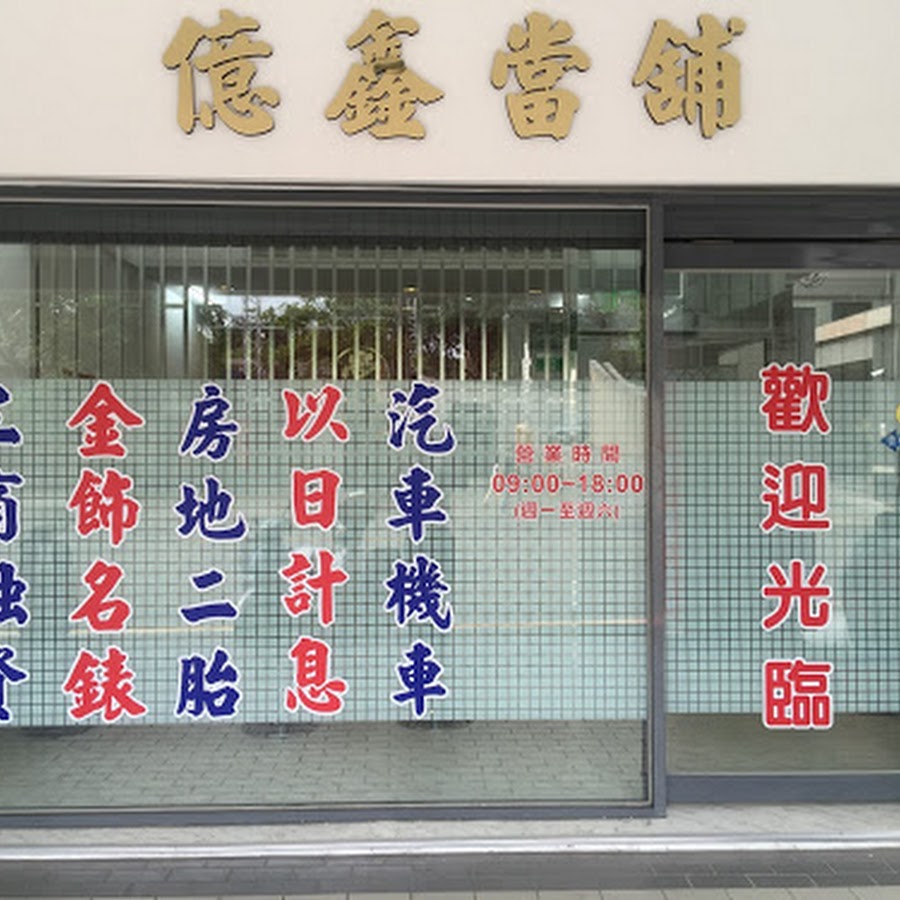 億鑫當舖
汽車機車
以日計息
房地二胎
金飾名錶
營業時間
09:00~18:00
(週一至週六)
歡迎光臨